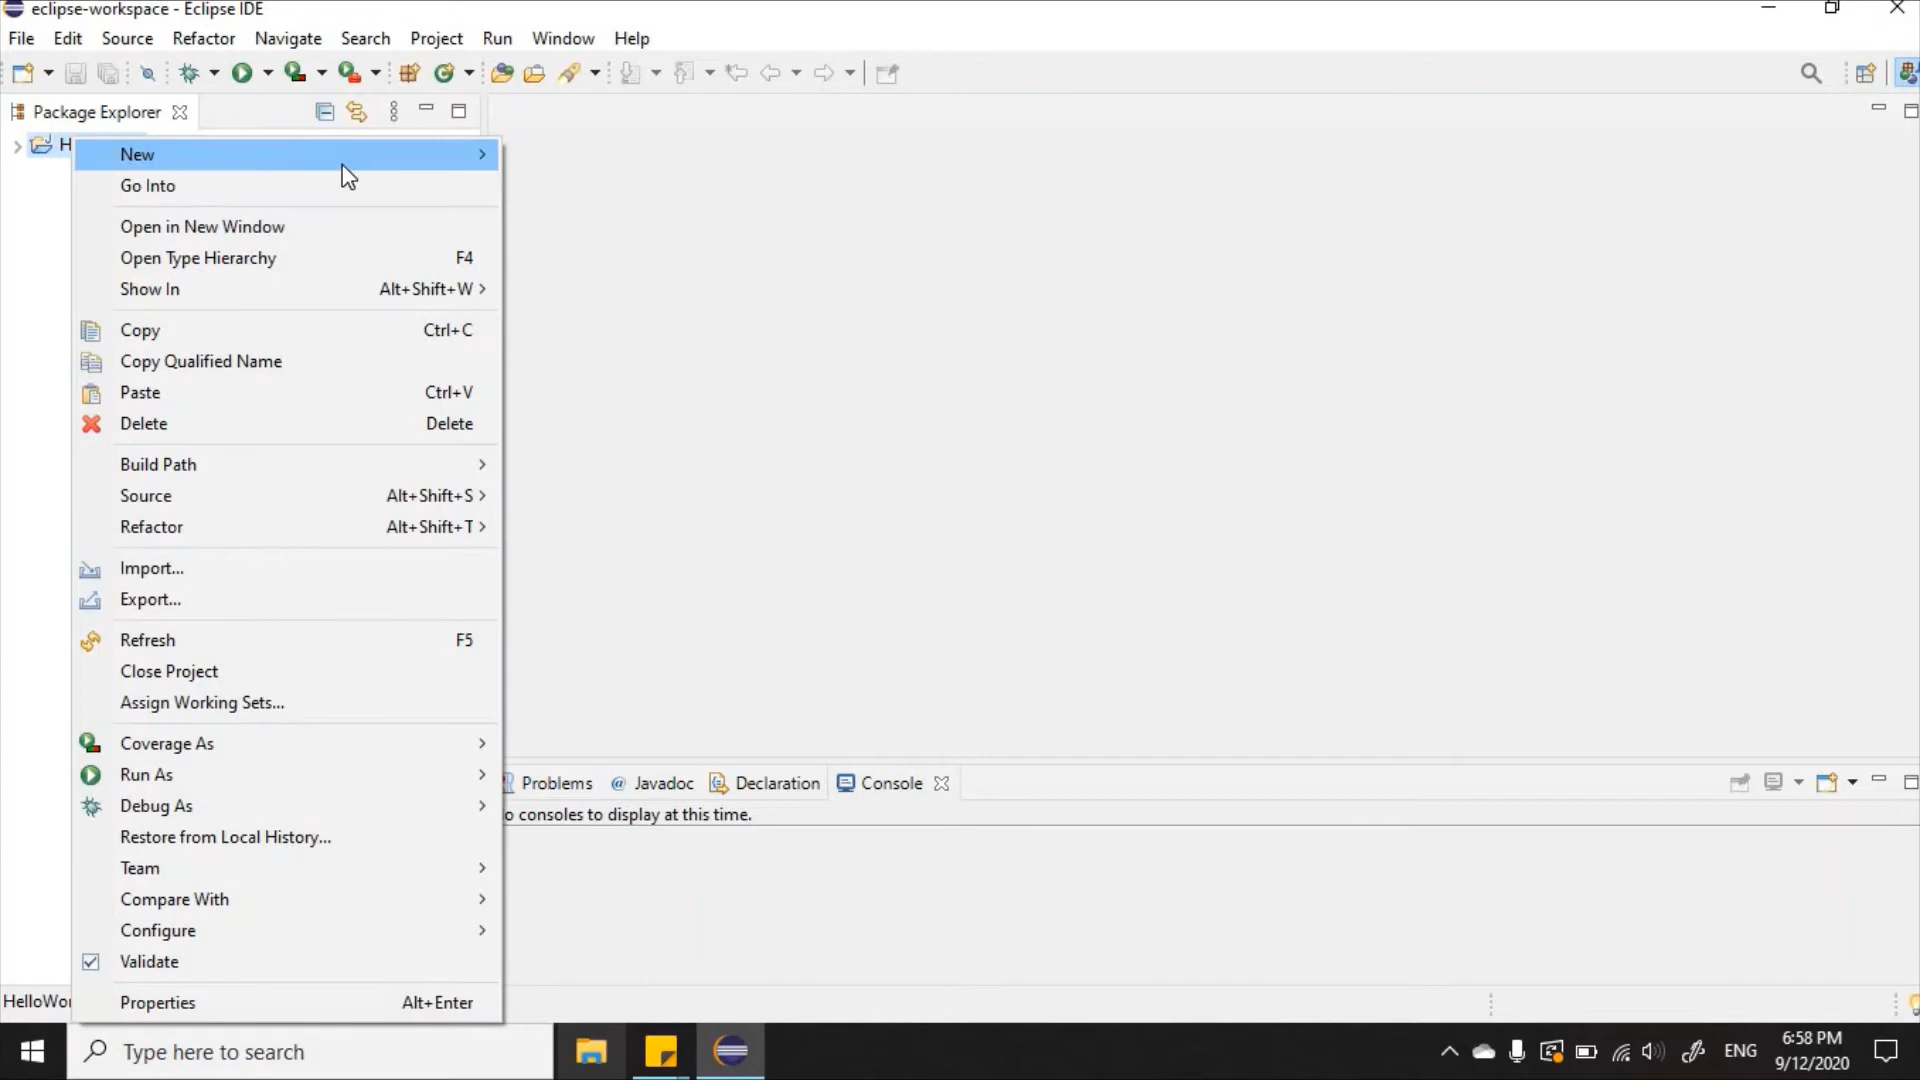 eclipse-workspace - Eclipse IDE
File Edit Source Refactor Navigate Search Project Run Window Help
Package Explorer
H
New
Go Into
Open in New Window
Open Type Hierarchy F4
Show In Alt+Shift+W
Copy Ctrl+C
Copy Qualified Name
Paste Ctrl+V
Delete Delete
Build Path
Source Alt+Shift+S
Refactor Alt+Shift+T
Import...
Export...
Refresh F5
Close Project
Assign Working Sets...
Coverage As
Run As
Debug As
Restore from Local History...
Team
Compare With
Configure
Validate
Properties Alt+Enter
Problems @ Javadoc Declaration Console
o consoles to display at this time.
HelloWor
Type here to search
ENG
6:58 PM
9/12/2020